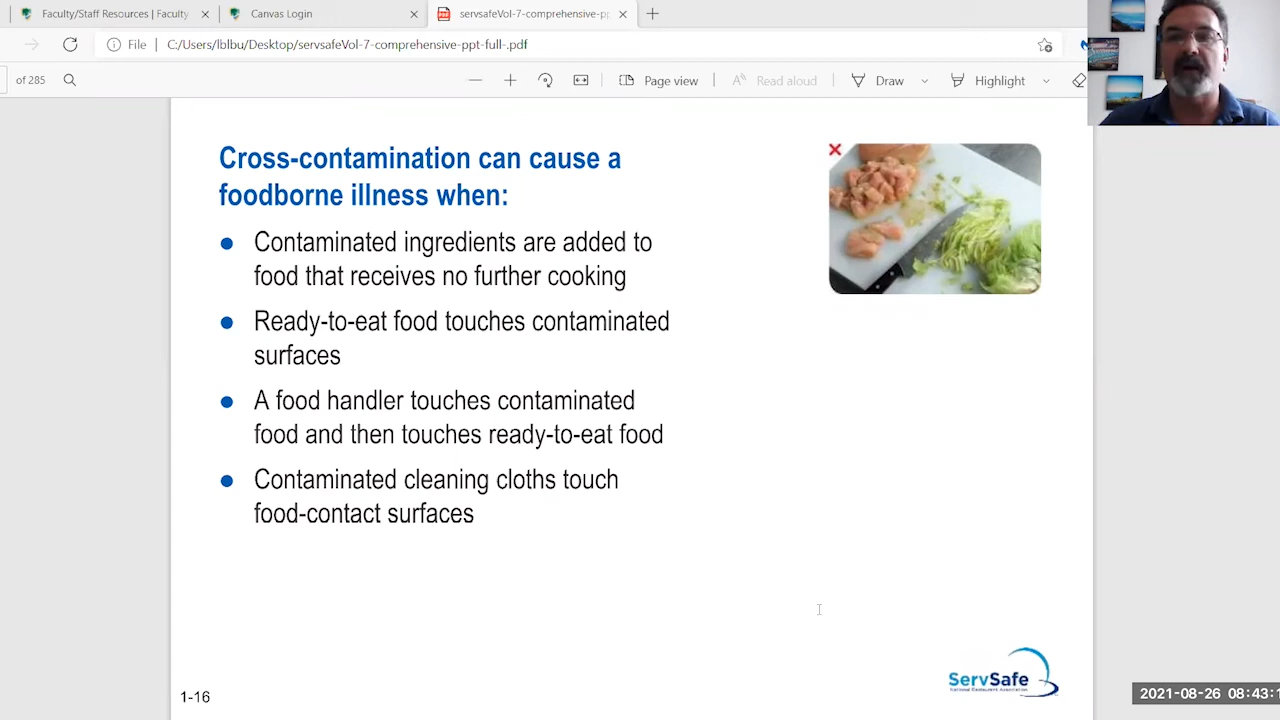 Faculty/Staff Resources | Faculty
Canvas Login
servsafeVol-7-comprehensive-pp
File
C:/Users/lblbu/Desktop/servsafeVol-7-comprehensive-ppt-full-.pdf
of 285
Page view
Read aloud
Draw
Highlight
Cross-contamination can cause a
foodborne illness when:
Contaminated ingredients are added to
food that receives no further cooking
Ready-to-eat food touches contaminated
surfaces
A food handler touches contaminated
food and then touches ready-to-eat food
Contaminated cleaning cloths touch
food-contact surfaces
1-16
ServSafe
National Restaurant Association
2021-08-26 08:43:1